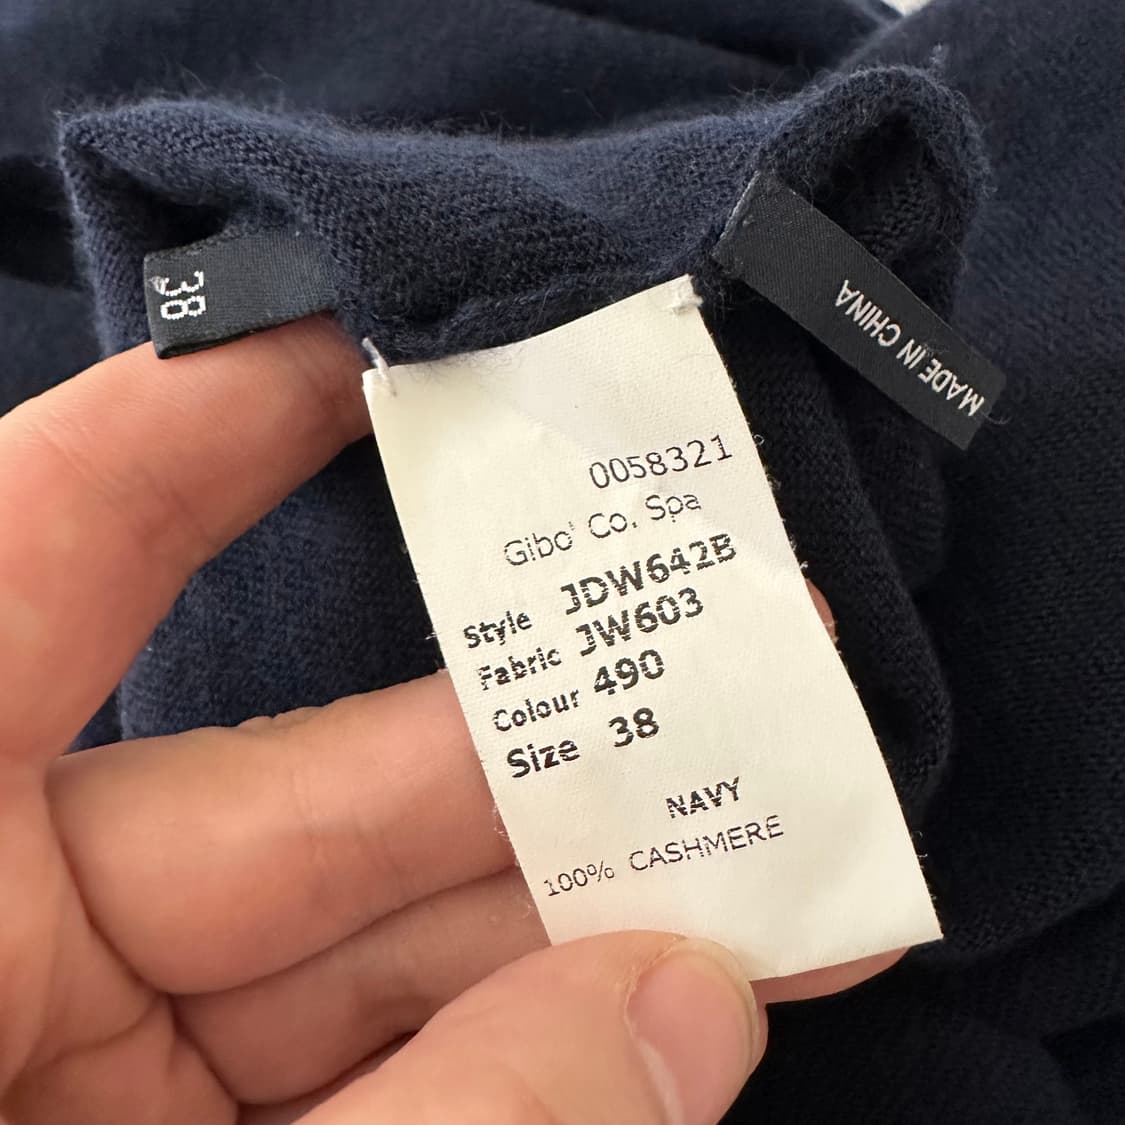 38
MADE IN CHINA
0058321
Gibo' Co. Spa
Style JDW642B
Fabric JW603
Colour 490
Size 38
NAVY
100% CASHMERE